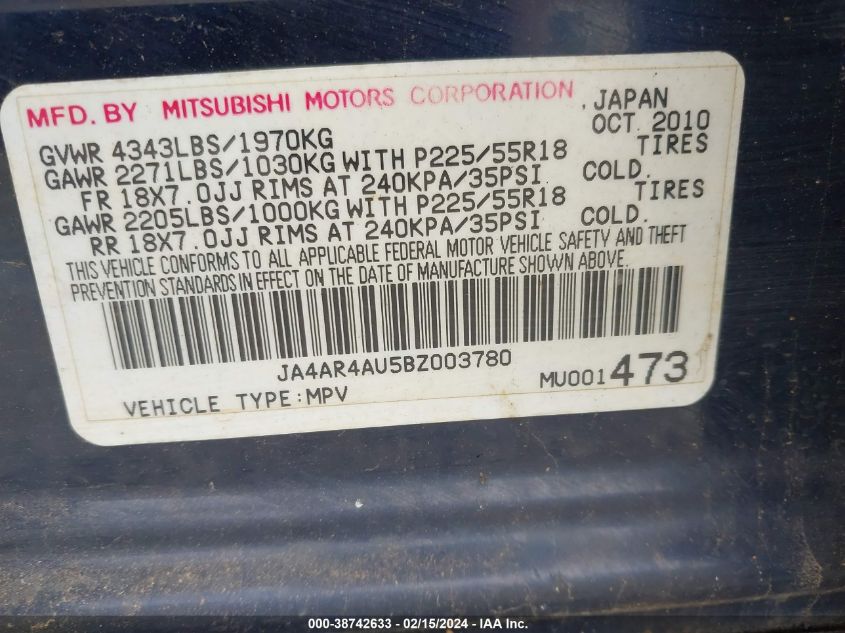 MFD. BY MITSUBISHI MOTORS CORPORATION , JAPAN
OCT. 2010
GVWR 4343LBS/1970KG
GAWR 2271LBS/1030KG WITH P225/55R18 TIRES
FR 18X7.0JJ RIMS AT 240KPA/35PSI COLD.
GAWR 2205LBS/1000KG WITH P225/55R18 TIRES
RR 18X7.0JJ RIMS AT 240KPA/35PSI COLD.
THIS VEHICLE CONFORMS TO ALL APPLICABLE FEDERAL MOTOR VEHICLE SAFETY AND THEFT
PREVENTION STANDARDS IN EFFECT ON THE DATE OF MANUFACTURE SHOWN ABOVE.
JA4AR4AU5BZ003780
VEHICLE TYPE:MPV MU001473
000-38742633 - 02/15/2024 - IAA Inc.